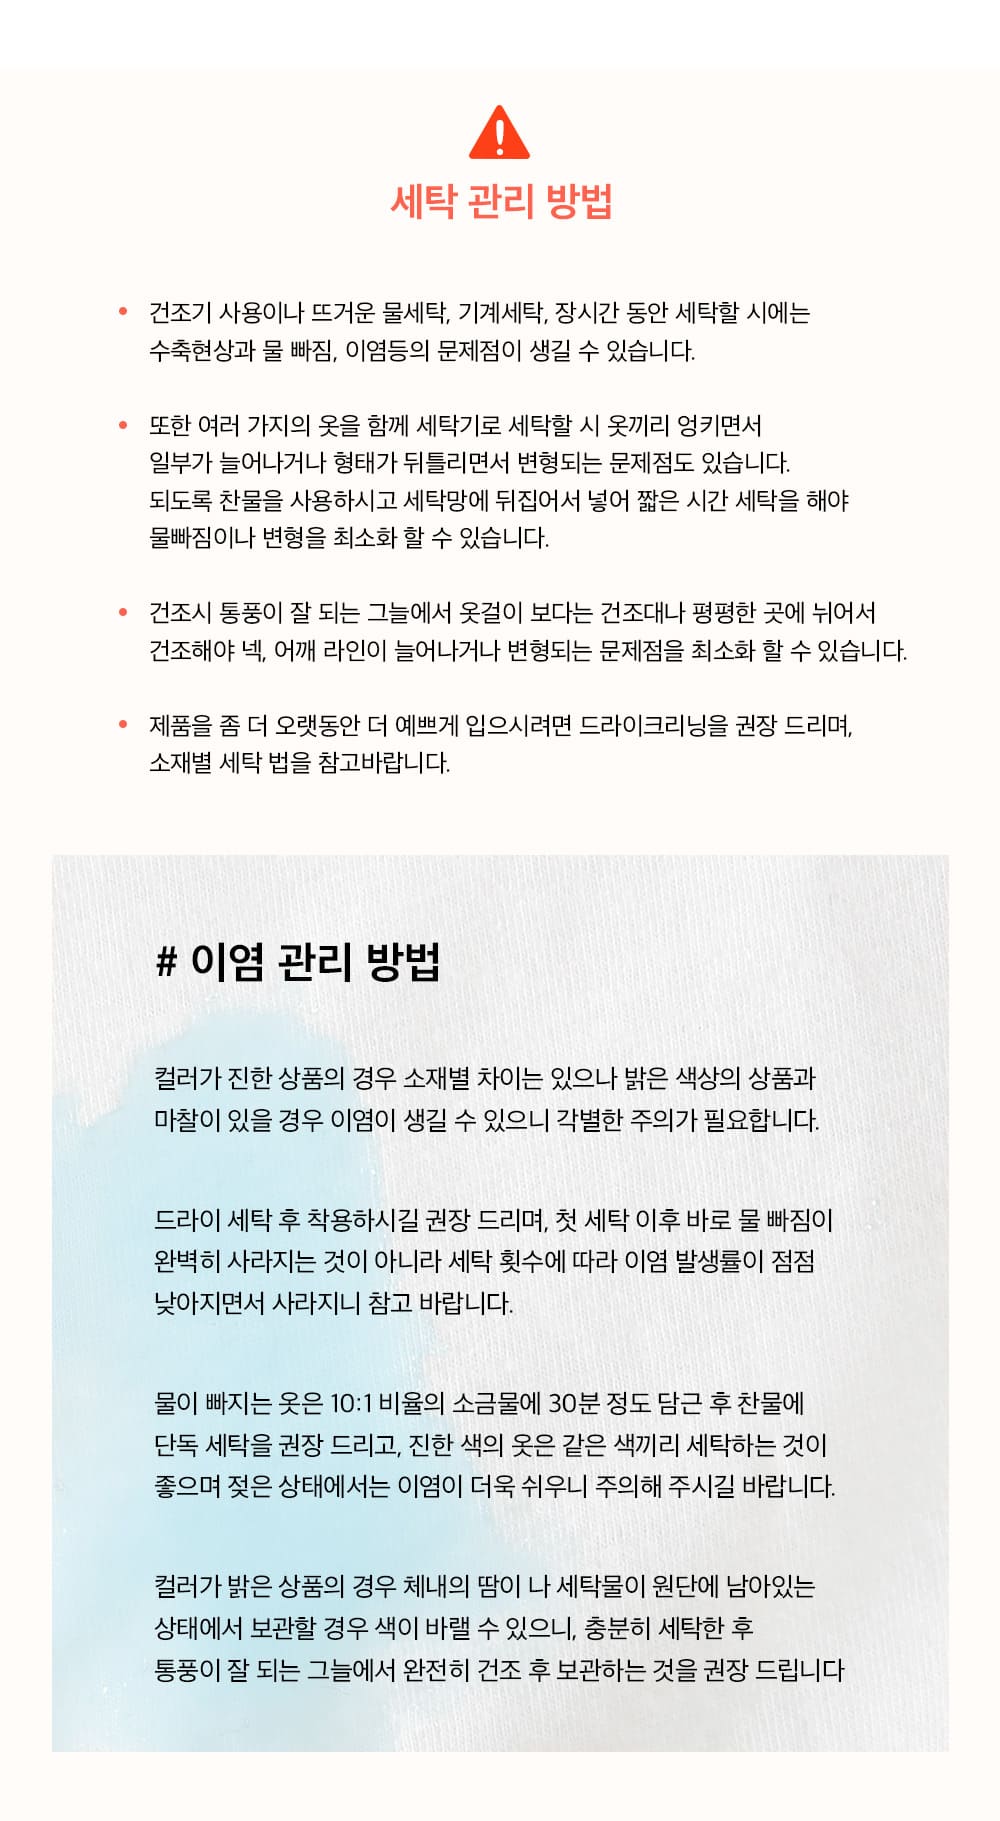 세탁 관리 방법
• 건조기 사용이나 뜨거운 물세탁, 기계세탁, 장시간 동안 세탁할 시에는
수축현상과 물 빠짐, 이염등의 문제점이 생길 수 있습니다.
• 또한 여러 가지의 옷을 함께 세탁기로 세탁할 시 옷끼리 엉키면서
일부가 늘어나거나 형태가 뒤틀리면서 변형되는 문제점도 있습니다.
되도록 찬물을 사용하시고 세탁망에 뒤집어서 넣어 짧은 시간 세탁을 해야
물빠짐이나 변형을 최소화 할 수 있습니다.
• 건조시 통풍이 잘 되는 그늘에서 옷걸이 보다는 건조대나 평평한 곳에 뉘어서
건조해야 넥, 어깨 라인이 늘어나거나 변형되는 문제점을 최소화 할 수 있습니다.
• 제품을 좀 더 오랫동안 더 예쁘게 입으시려면 드라이크리닝을 권장 드리며,
소재별 세탁 법을 참고바랍니다.
# 이염 관리 방법
컬러가 진한 상품의 경우 소재별 차이는 있으나 밝은 색상의 상품과
마찰이 있을 경우 이염이 생길 수 있으니 각별한 주의가 필요합니다.
드라이 세탁 후 착용하시길 권장 드리며, 첫 세탁 이후 바로 물 빠짐이
완벽히 사라지는 것이 아니라 세탁 횟수에 따라 이염 발생률이 점점
낮아지면서 사라지니 참고 바랍니다.
물이 빠지는 옷은 10:1 비율의 소금물에 30분 정도 담근 후 찬물에
단독 세탁을 권장 드리고, 진한 색의 옷은 같은 색끼리 세탁하는 것이
좋으며 젖은 상태에서는 이염이 더욱 쉬우니 주의해 주시길 바랍니다.
컬러가 밝은 상품의 경우 체내의 땀이 나 세탁물이 원단에 남아있는
상태에서 보관할 경우 색이 바랠 수 있으니, 충분히 세탁한 후
통풍이 잘 되는 그늘에서 완전히 건조 후 보관하는 것을 권장 드립니다